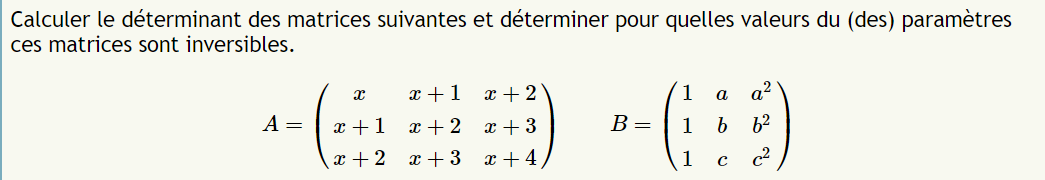 Calculer le déterminant des matrices suivantes et déterminer pour quelles valeurs du (des) paramètres
ces matrices sont inversibles.
A = ( x x + 1 x + 2 ) B = ( 1 a a² )
( x + 1 x + 2 x + 3 ) ( 1 b b² )
( x + 2 x + 3 x + 4 ) ( 1 c c² )